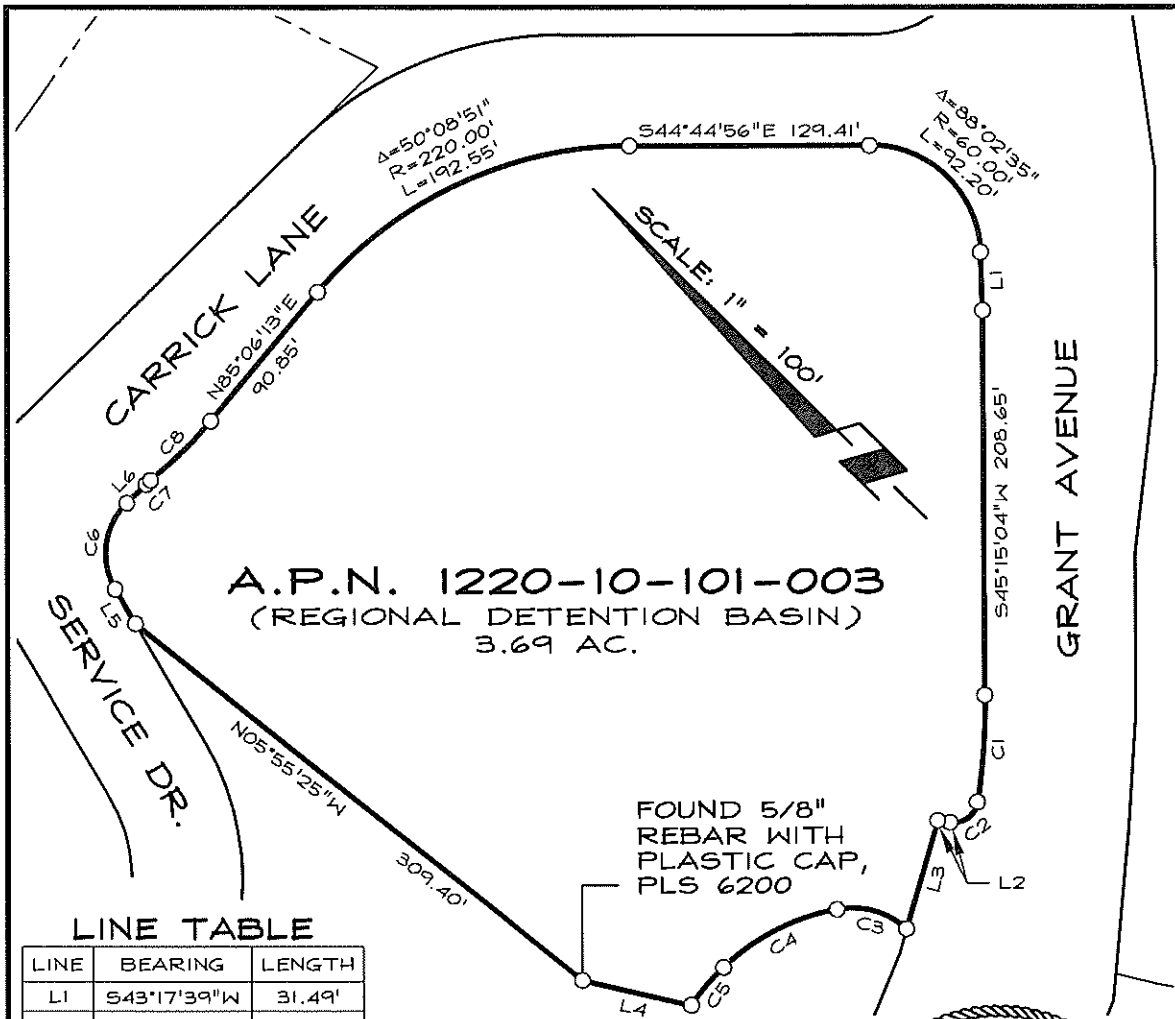 Δ=50°08'51"
R=220.00'
L=192.55'
S44°44'56"E 129.41'
Δ=88°02'35"
R=60.00'
L=92.20'
CARRICK LANE
N85°06'13"E
90.85'
SCALE: 1" = 100'
L1
C8
L6
C7
C6
L5
S45°15'04"W 208.65'
GRANT AVENUE
A.P.N. 1220-10-101-003
(REGIONAL DETENTION BASIN)
3.69 AC.
SERVICE DR.
N05°55'25"W
309.40'
C1
C2
L2
L3
FOUND 5/8"
REBAR WITH
PLASTIC CAP,
PLS 6200
C3
C4
C5
L4
LINE TABLE
LINE BEARING LENGTH
L1 S43°17'39"W 31.49'